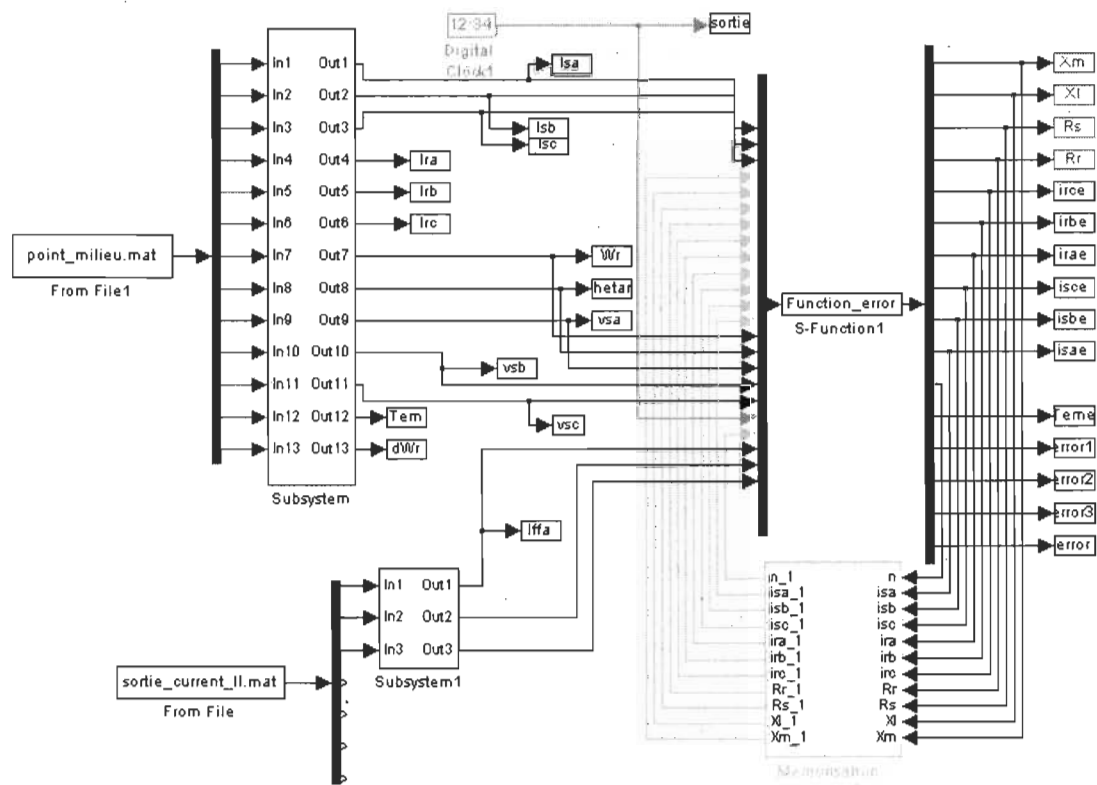 12:34
Digital
Clock1
sortie
Isa
Isb
Isc
In1 Out1
In2 Out2
In3 Out3
In4 Out4
In5 Out5
In6 Out6
In7 Out7
In8 Out8
In9 Out9
In10 Out10
In11 Out11
In12 Out12
In13 Out13
Subsystem
Ira
Irb
Irc
Wr
hetar
vsa
vsb
vsc
Tem
dWr
point_milieu.mat
From File1
Function_error
S-Function1
Xm
Xl
Rs
Rr
irce
irbe
irae
isce
isbe
isae
Teme
error1
error2
error3
error
Iffa
In1 Out1
In2 Out2
In3 Out3
Subsystem1
sortie_current_II.mat
From File
n_1 n
isa_1 isa
isb_1 isb
isc_1 isc
ira_1 ira
irb_1 irb
irc_1 irc
Rr_1 Rr
Rs_1 Rs
Xl_1 Xl
Xm_1 Xm
Memorisation